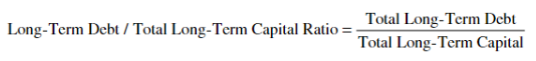 Long-Term Debt / Total Long-Term Capital Ratio = Total Long-Term Debt
Total Long-Term Capital